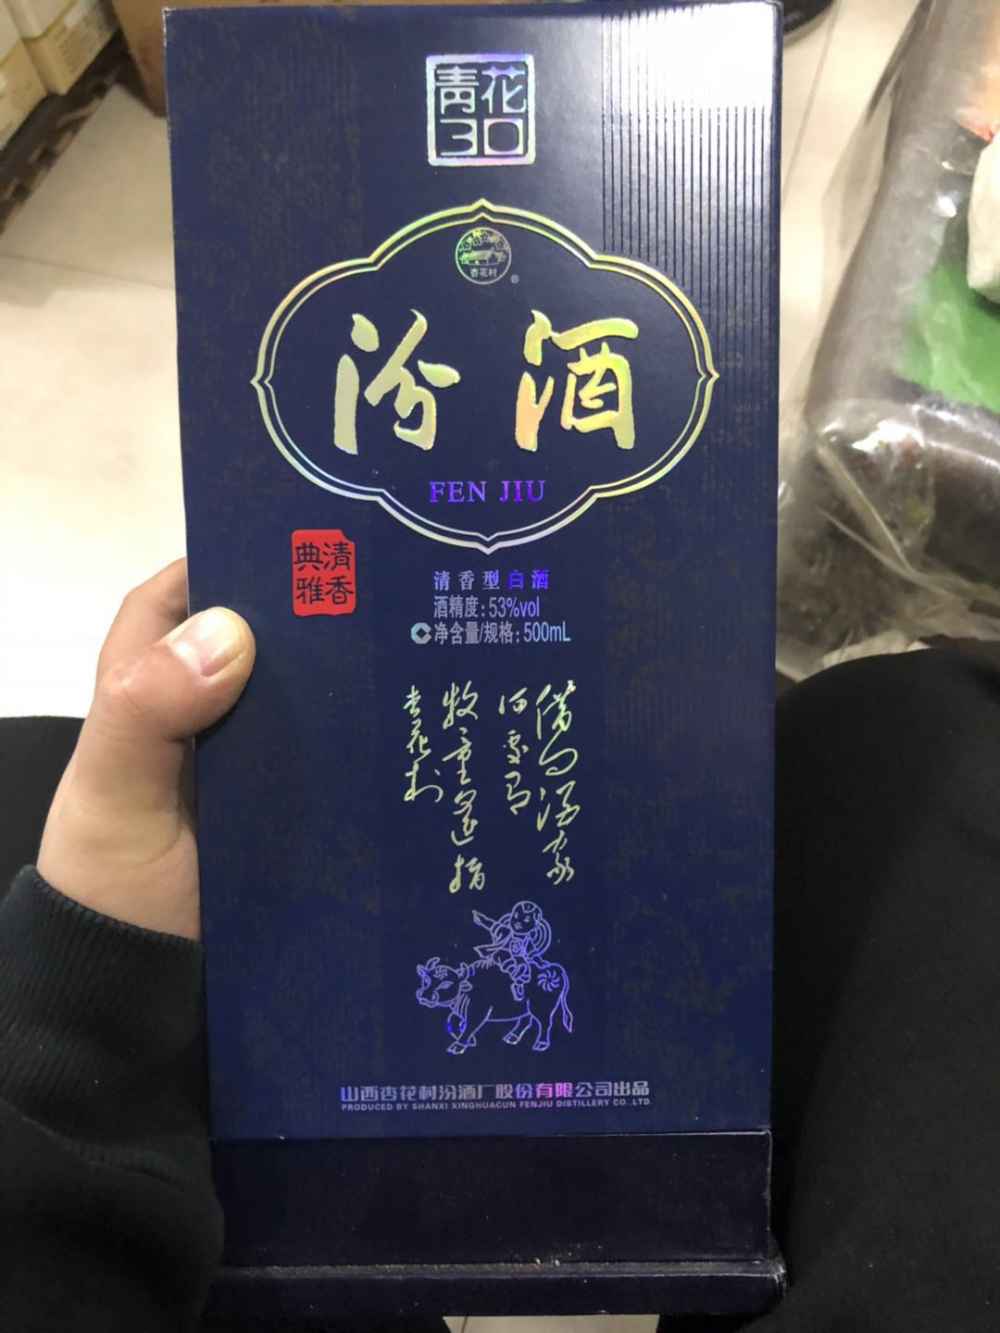 青花
30
杏花村
®
汾酒
FEN JIU
清香
典雅
清香型白酒
酒精度:53%vol
净含量/规格:500mL
借问酒家
何处有
牧童遥指
杏花村
山西杏花村汾酒厂股份有限公司出品
PRODUCED BY SHANXI XINGHUACUN FENJIU DISTILLERY CO.,LTD.